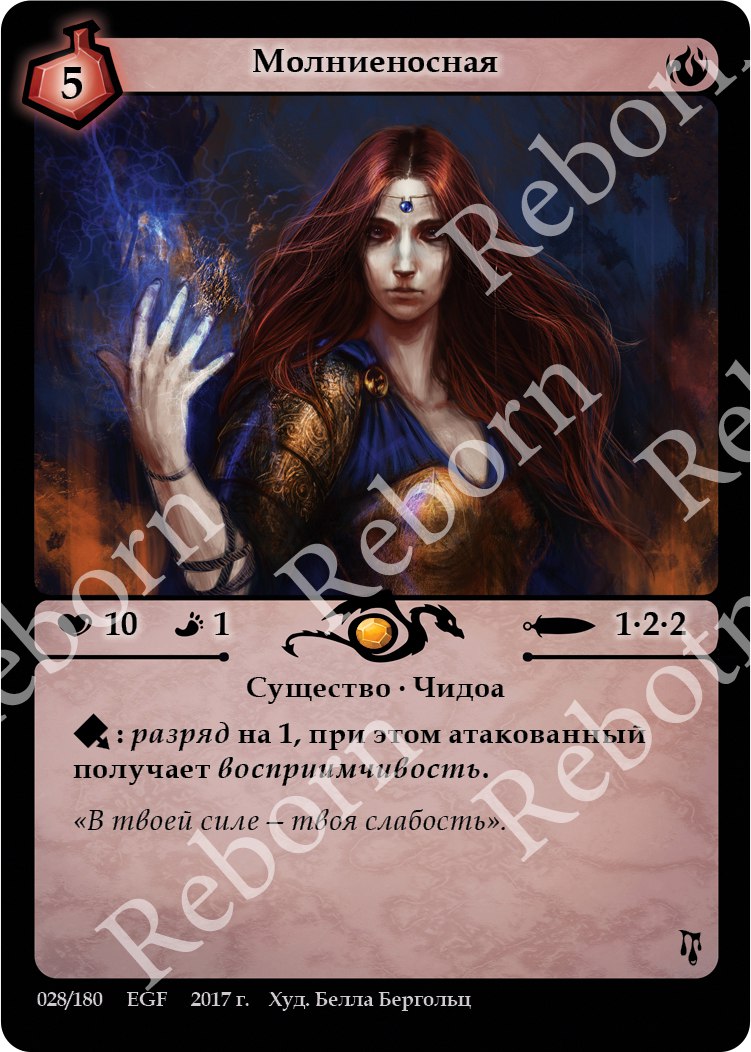 5
Молниеносная
Reborn
Reborn
Reborn
Reborn
Reborn
10 1 1·2·2
Существо · Чидоа
: разряд на 1, при этом атакованный
получает восприимчивость.
«В твоей силе – твоя слабость».
Reborn
028/180 EGF 2017 г. Худ. Белла Бергольц